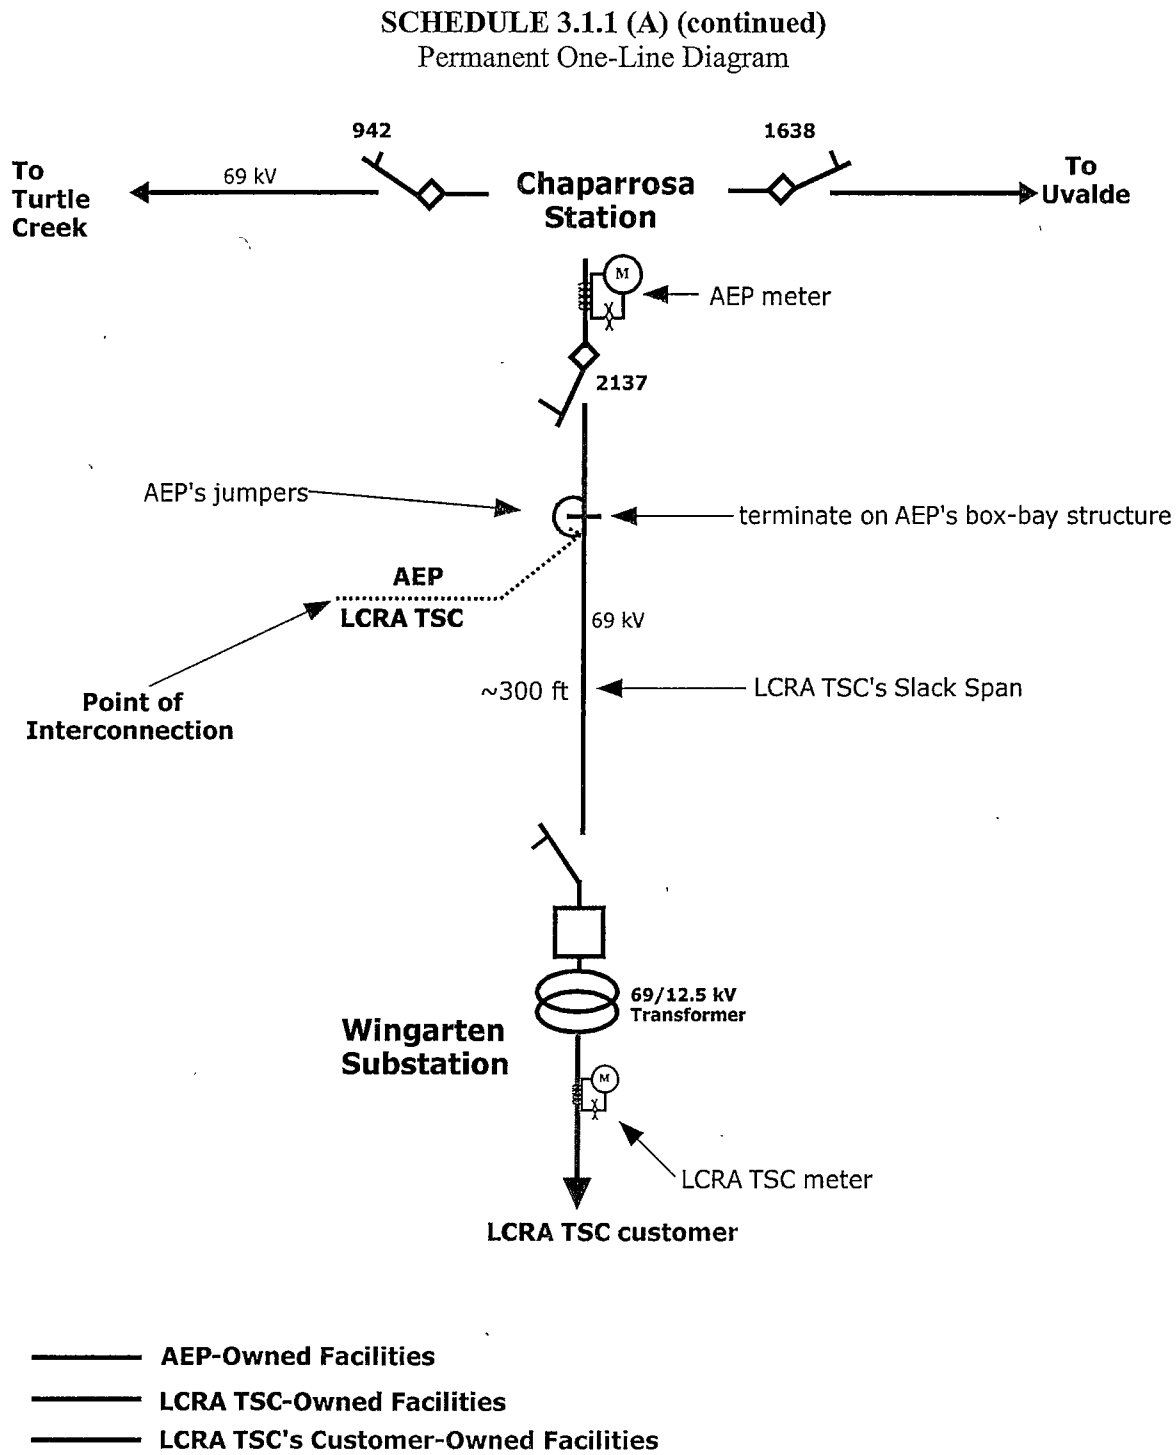 SCHEDULE 3.1.1 (A) (continued)
Permanent One-Line Diagram
942
1638
To
Turtle
Creek
69 kV
Chaparrosa
Station
To
Uvalde
M
AEP meter
2137
AEP's jumpers
terminate on AEP's box-bay structure
AEP
LCRA TSC
69 kV
Point of
Interconnection
~300 ft
LCRA TSC's Slack Span
69/12.5 kV
Transformer
Wingarten
Substation
M
LCRA TSC meter
LCRA TSC customer
AEP-Owned Facilities
LCRA TSC-Owned Facilities
LCRA TSC's Customer-Owned Facilities